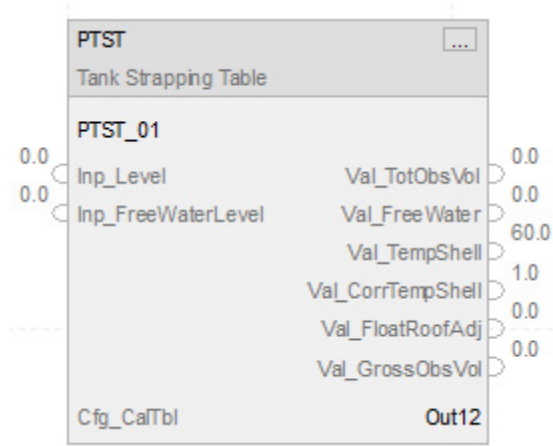 PTST ...
Tank Strapping Table
PTST_01
0.0 Inp_Level Val_TotObsVol 0.0
0.0 Inp_FreeWaterLevel Val_FreeWater 0.0
Val_TempShell 60.0
Val_CorrTempShell 1.0
Val_FloatRoofAdj 0.0
Val_GrossObsVol 0.0
Cfg_CalTbl Out12